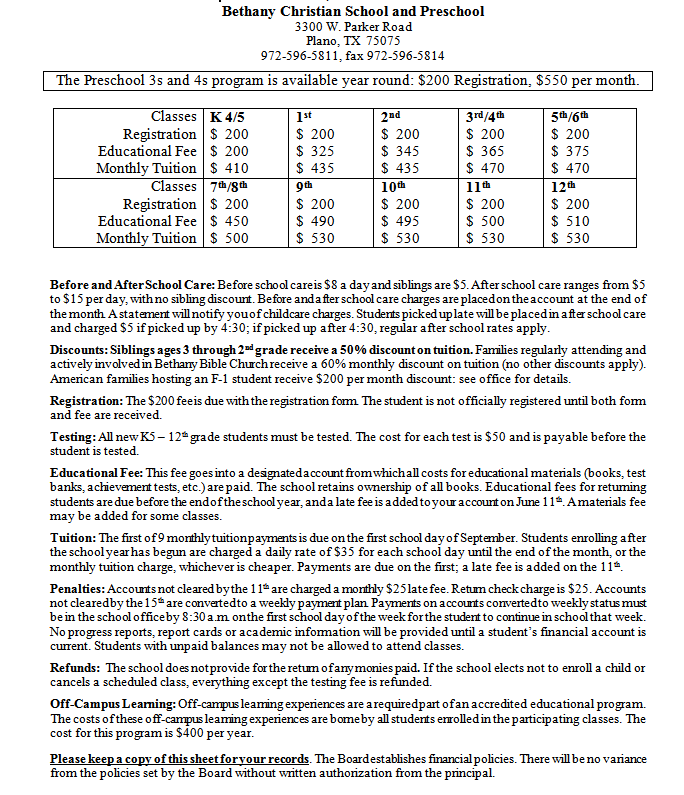 Bethany Christian School and Preschool
3300 W. Parker Road
Plano, TX 75075
972-596-5811, fax 972-596-5814
The Preschool 3s and 4s program is available year round: $200 Registration, $550 per month.
Classes K 4/5 1st 2nd 3rd/4th 5th/6th
Registration $ 200 $ 200 $ 200 $ 200 $ 200
Educational Fee $ 200 $ 325 $ 345 $ 365 $ 375
Monthly Tuition $ 410 $ 435 $ 435 $ 470 $ 470
Classes 7th/8th 9th 10th 11th 12th
Registration $ 200 $ 200 $ 200 $ 200 $ 200
Educational Fee $ 450 $ 490 $ 495 $ 500 $ 510
Monthly Tuition $ 500 $ 530 $ 530 $ 530 $ 530
Before and After School Care: Before school care is $8 a day and siblings are $5. After school care ranges from $5
to $15 per day, with no sibling discount. Before and after school care charges are placed on the account at the end of
the month. A statement will notify you of childcare charges. Students picked up late will be placed in after school care
and charged $5 if picked up by 4:30; if picked up after 4:30, regular after school rates apply.
Discounts: Siblings ages 3 through 2nd grade receive a 50% discount on tuition. Families regularly attending and
actively involved in Bethany Bible Church receive a 60% monthly discount on tuition (no other discounts apply).
American families hosting an F-1 student receive $200 per month discount: see office for details.
Registration: The $200 fee is due with the registration form. The student is not officially registered until both form
and fee are received.
Testing: All new K5 – 12th grade students must be tested. The cost for each test is $50 and is payable before the
student is tested.
Educational Fee: This fee goes into a designated account from which all costs for educational materials (books, test
banks, achievement tests, etc.) are paid. The school retains ownership of all books. Educational fees for returning
students are due before the end of the school year, and a late fee is added to your account on June 11th. A materials fee
may be added for some classes.
Tuition: The first of 9 monthly tuition payments is due on the first school day of September. Students enrolling after
the school year has begun are charged a daily rate of $35 for each school day until the end of the month, or the
monthly tuition charge, whichever is cheaper. Payments are due on the first; a late fee is added on the 11th.
Penalties: Accounts not cleared by the 11th are charged a monthly $25 late fee. Return check charge is $25. Accounts
not cleared by the 15th are converted to a weekly payment plan. Payments on accounts converted to weekly status must
be in the school office by 8:30 a.m. on the first school day of the week for the student to continue in school that week.
No progress reports, report cards or academic information will be provided until a student's financial account is
current. Students with unpaid balances may not be allowed to attend classes.
Refunds: The school does not provide for the return of any monies paid. If the school elects not to enroll a child or
cancels a scheduled class, everything except the testing fee is refunded.
Off-Campus Learning: Off-campus learning experiences are a required part of an accredited educational program.
The costs of these off-campus learning experiences are borne by all students enrolled in the participating classes. The
cost for this program is $400 per year.
Please keep a copy of this sheet for your records. The Board establishes financial policies. There will be no variance
from the policies set by the Board without written authorization from the principal.